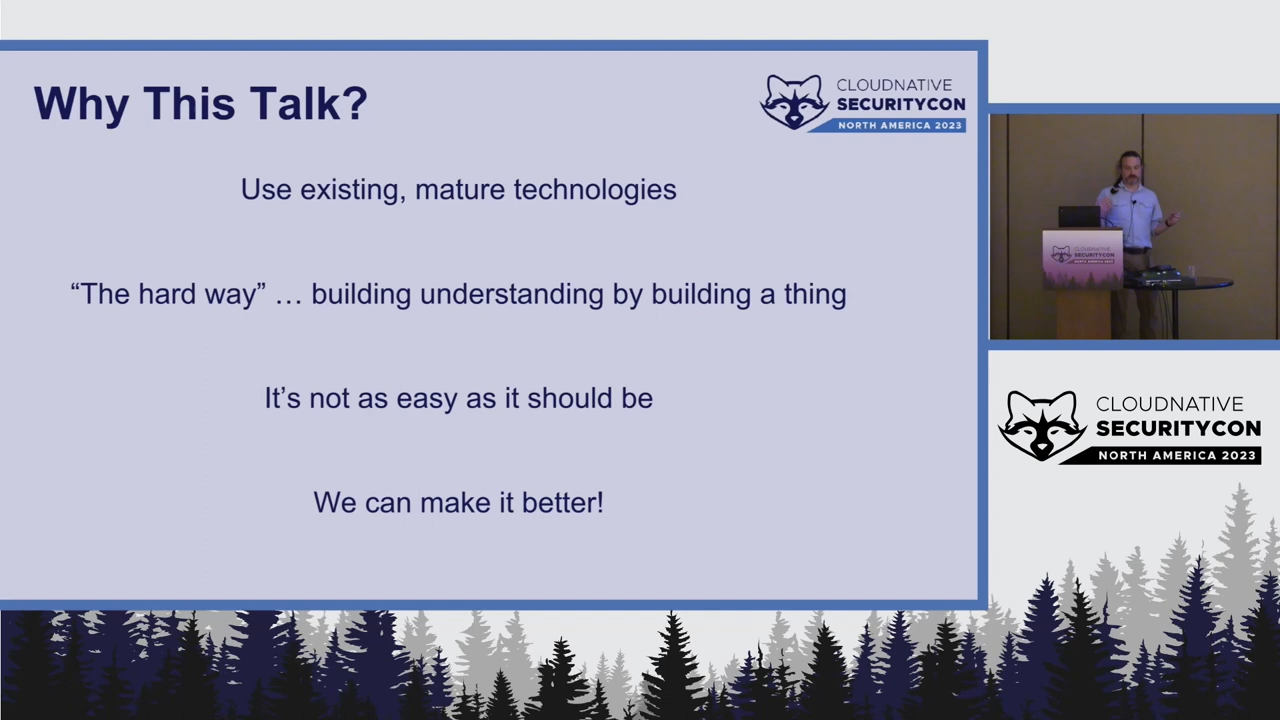 Why This Talk?
CLOUDNATIVE
SECURITYCON
NORTH AMERICA 2023
Use existing, mature technologies
“The hard way” … building understanding by building a thing
It’s not as easy as it should be
We can make it better!
CLOUDNATIVE
SECURITYCON
CLOUDNATIVE
SECURITYCON
NORTH AMERICA 2023